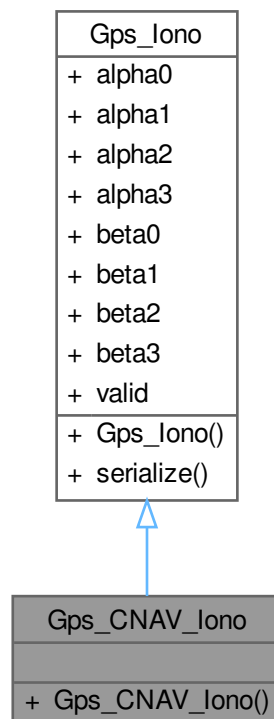 Gps_Iono
+ alpha0
+ alpha1
+ alpha2
+ alpha3
+ beta0
+ beta1
+ beta2
+ beta3
+ valid
+ Gps_Iono()
+ serialize()
Gps_CNAV_Iono
+ Gps_CNAV_Iono()